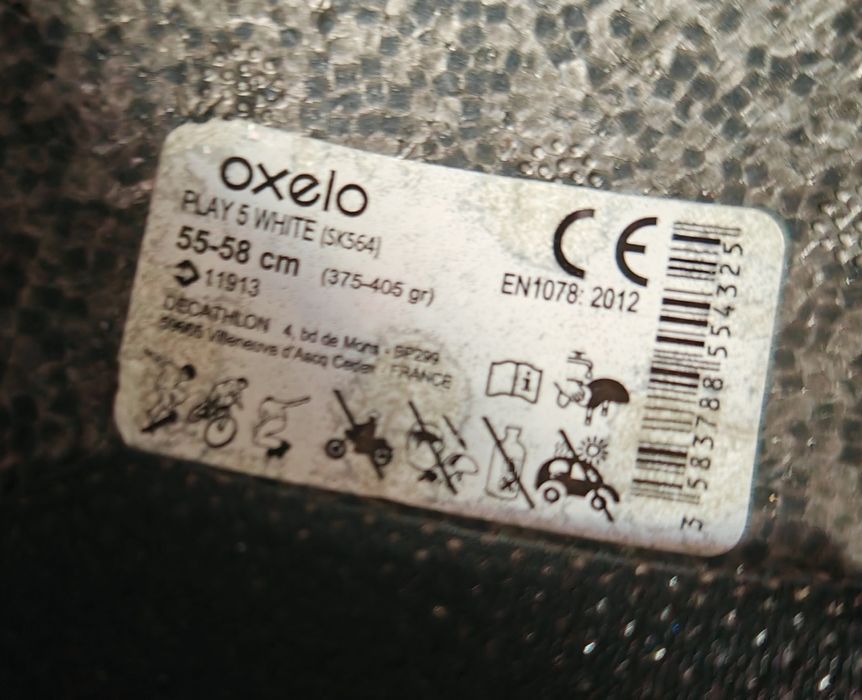 oxelo
PLAY 5 WHITE (SK564)
55-58 cm (375-405 gr)
11913
DECATHLON 4, bd de Mons - BP299
59665 Villeneuve d'Ascq Cedex - FRANCE
CE
EN1078: 2012
i
3 583788 554325